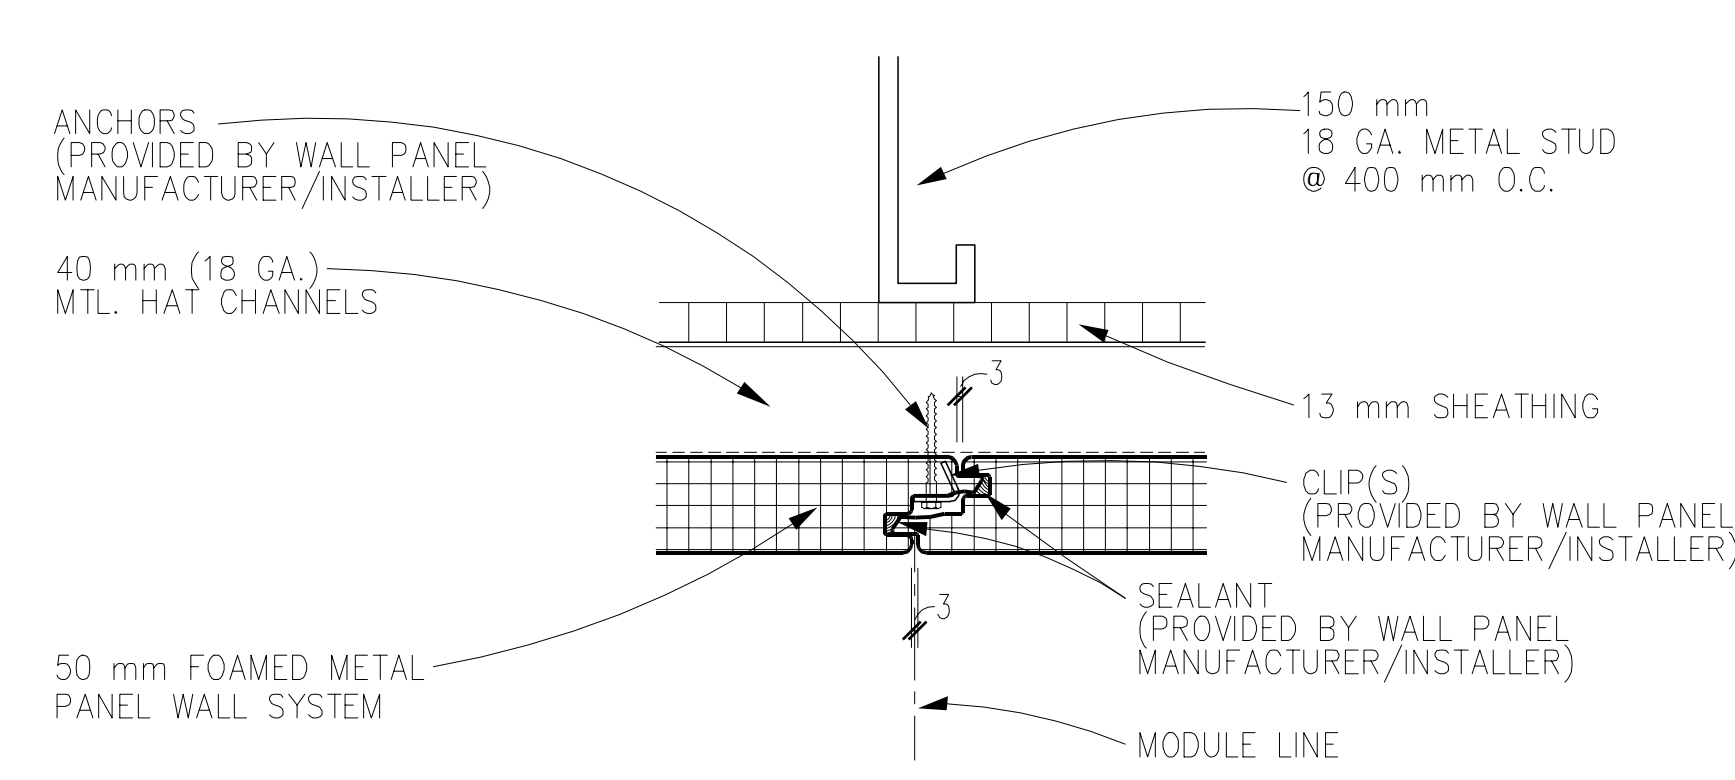 ANCHORS
(PROVIDED BY WALL PANEL
MANUFACTURER/INSTALLER)
40 mm (18 GA.)
MTL. HAT CHANNELS
50 mm FOAMED METAL
PANEL WALL SYSTEM
3
3
150 mm
18 GA. METAL STUD
@ 400 mm O.C.
13 mm SHEATHING
CLIP(S)
(PROVIDED BY WALL PANEL
MANUFACTURER/INSTALLER)
SEALANT
(PROVIDED BY WALL PANEL
MANUFACTURER/INSTALLER)
MODULE LINE